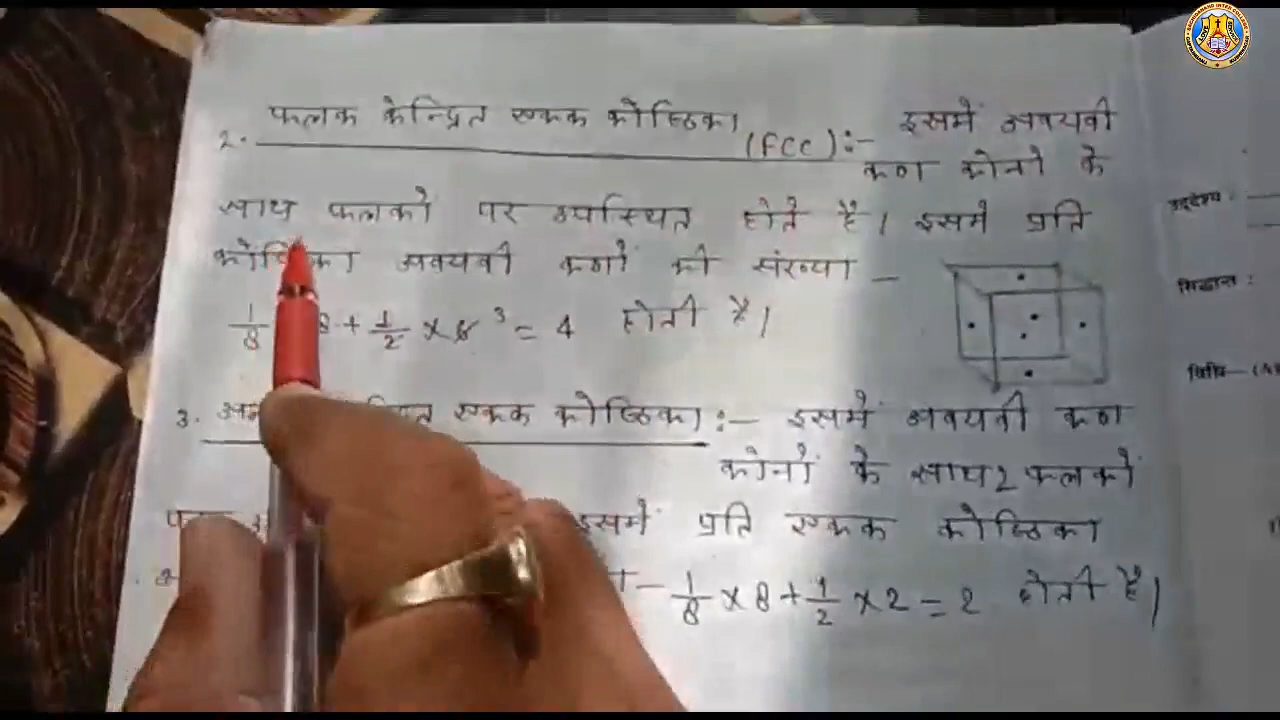 2. फलक केन्द्रित एकक कोष्ठिका (FCC) :- इसमें अवयवी
कण कोनो के
साथ फलको पर उपस्थित होते है। इसमे प्रति
अवयवी कणों की संख्या -
1/8 8 + 1/2 × 6 3 = 4 होती है।
3. एकक कोष्ठिका :- इसमें अवयवी कण
कोनों के साथ 2 फलकों
इसमें प्रति एकक कोष्ठिका
1/8 × 8 + 1/2 × 2 = 2 होती है।
उद्देश्य :
सिद्धान्त :
विधि—